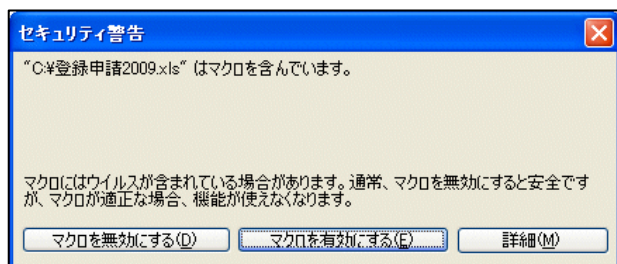 セキュリティ警告
"C:¥登録申請2009.xls" はマクロを含んでいます。
マクロにはウイルスが含まれている場合があります。通常、マクロを無効にすると安全です
が、マクロが適正な場合、機能が使えなくなります。
マクロを無効にする(D) マクロを有効にする(E) 詳細(M)